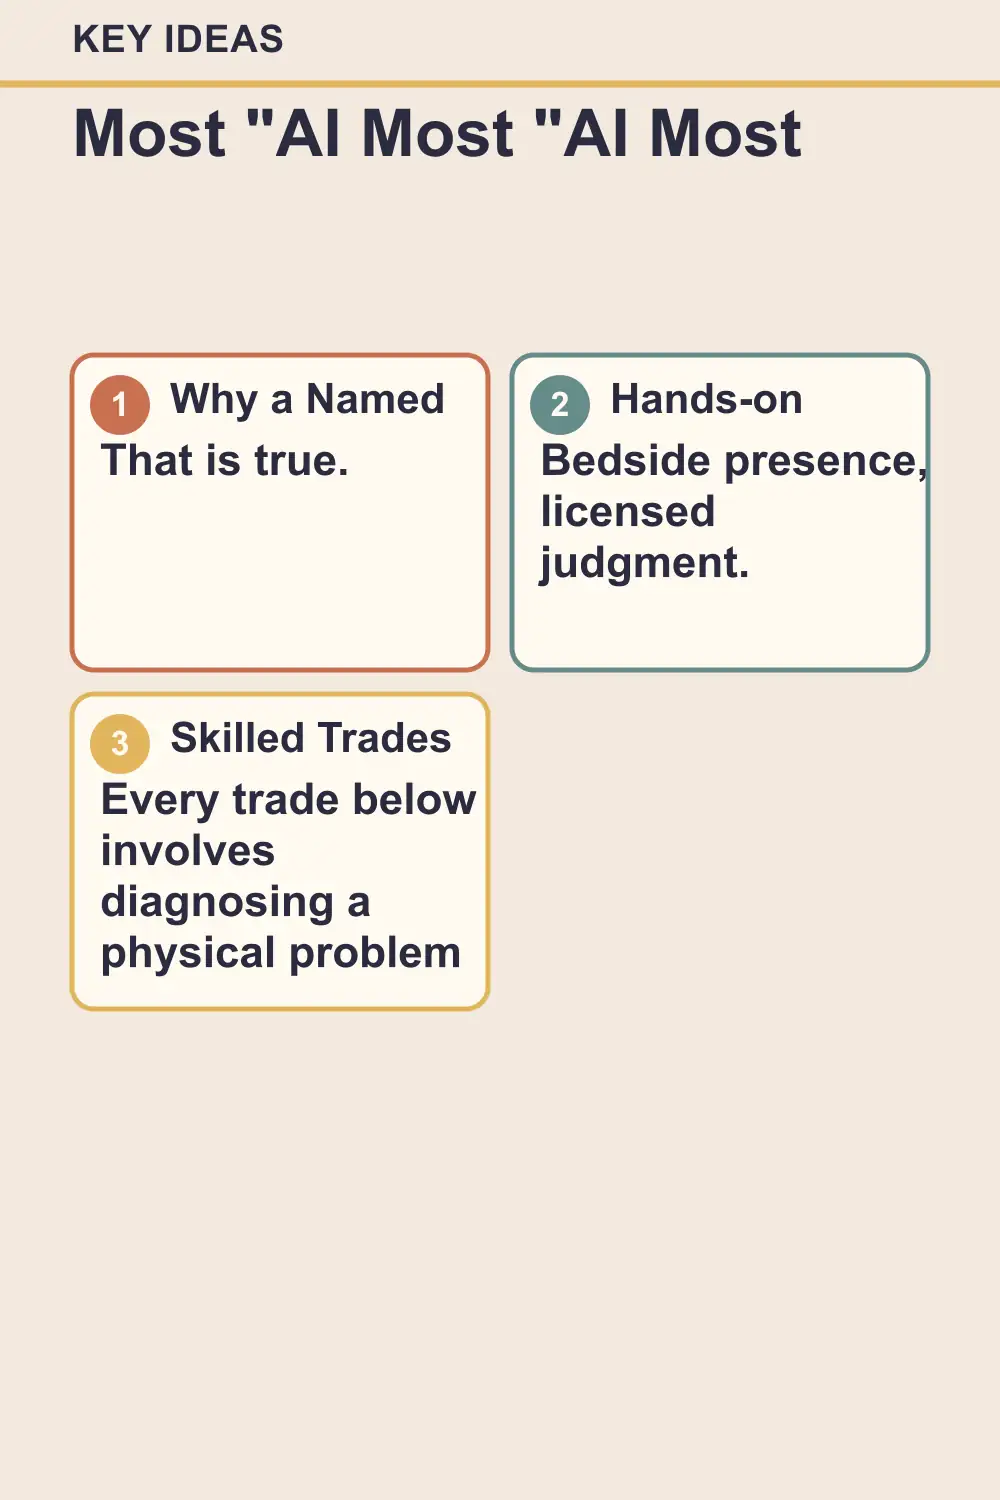 KEY IDEAS
Most "AI Most "AI Most
1
Why a Named
That is true.
2
Hands-on
Bedside presence,
licensed
judgment.
3
Skilled Trades
Every trade below
involves
diagnosing a
physical problem